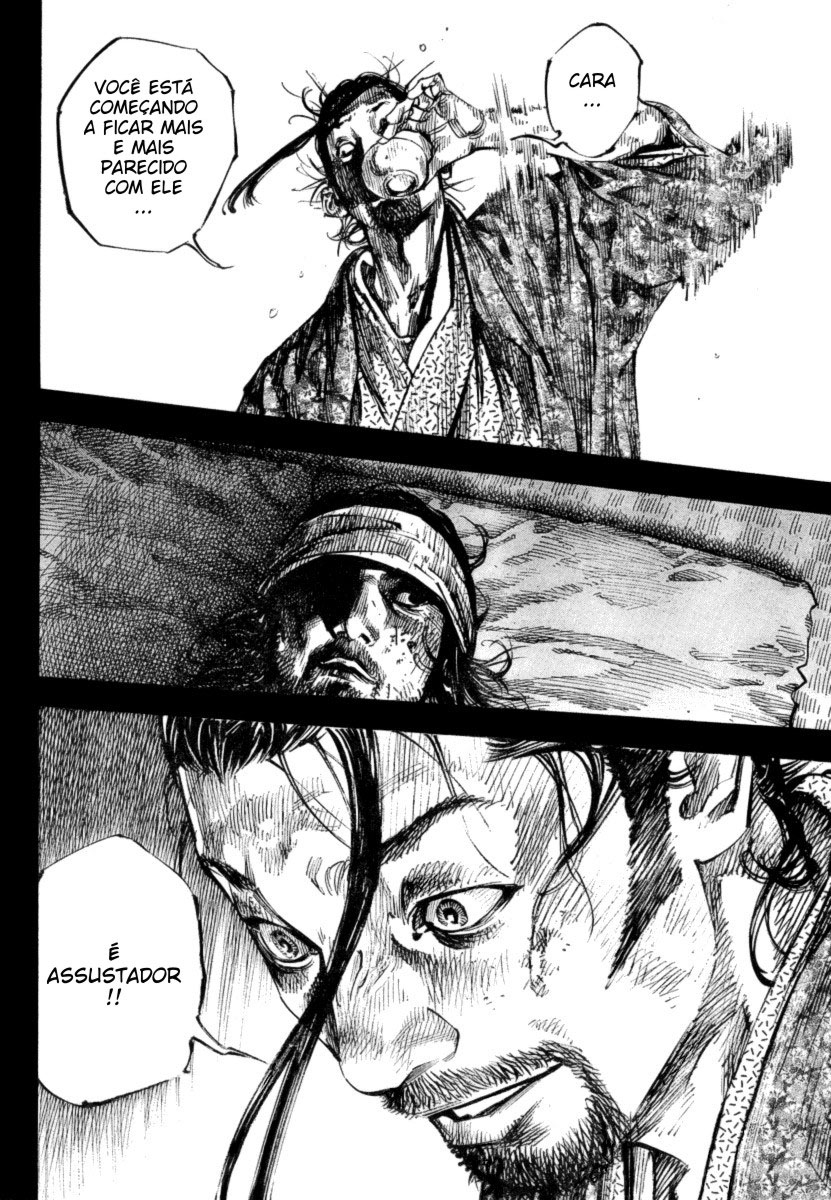 CARA
...
VOCÊ ESTÁ
COMEÇANDO
A FICAR MAIS
E MAIS
PARECIDO
COM ELE
...
É
ASSUSTADOR
!!